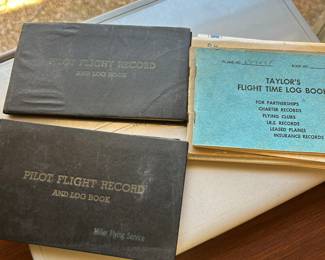 PILOT FLIGHT RECORD
AND LOG BOOK
PILOT FLIGHT RECORD
AND LOG BOOK
Miller Flying Service
TAYLOR'S
FLIGHT TIME LOG BOOK
FOR PARTNERSHIPS
CHARTER RECORDS
FLYING CLUBS
I.R.S. RECORDS
LEASED PLANES
INSURANCE RECORDS